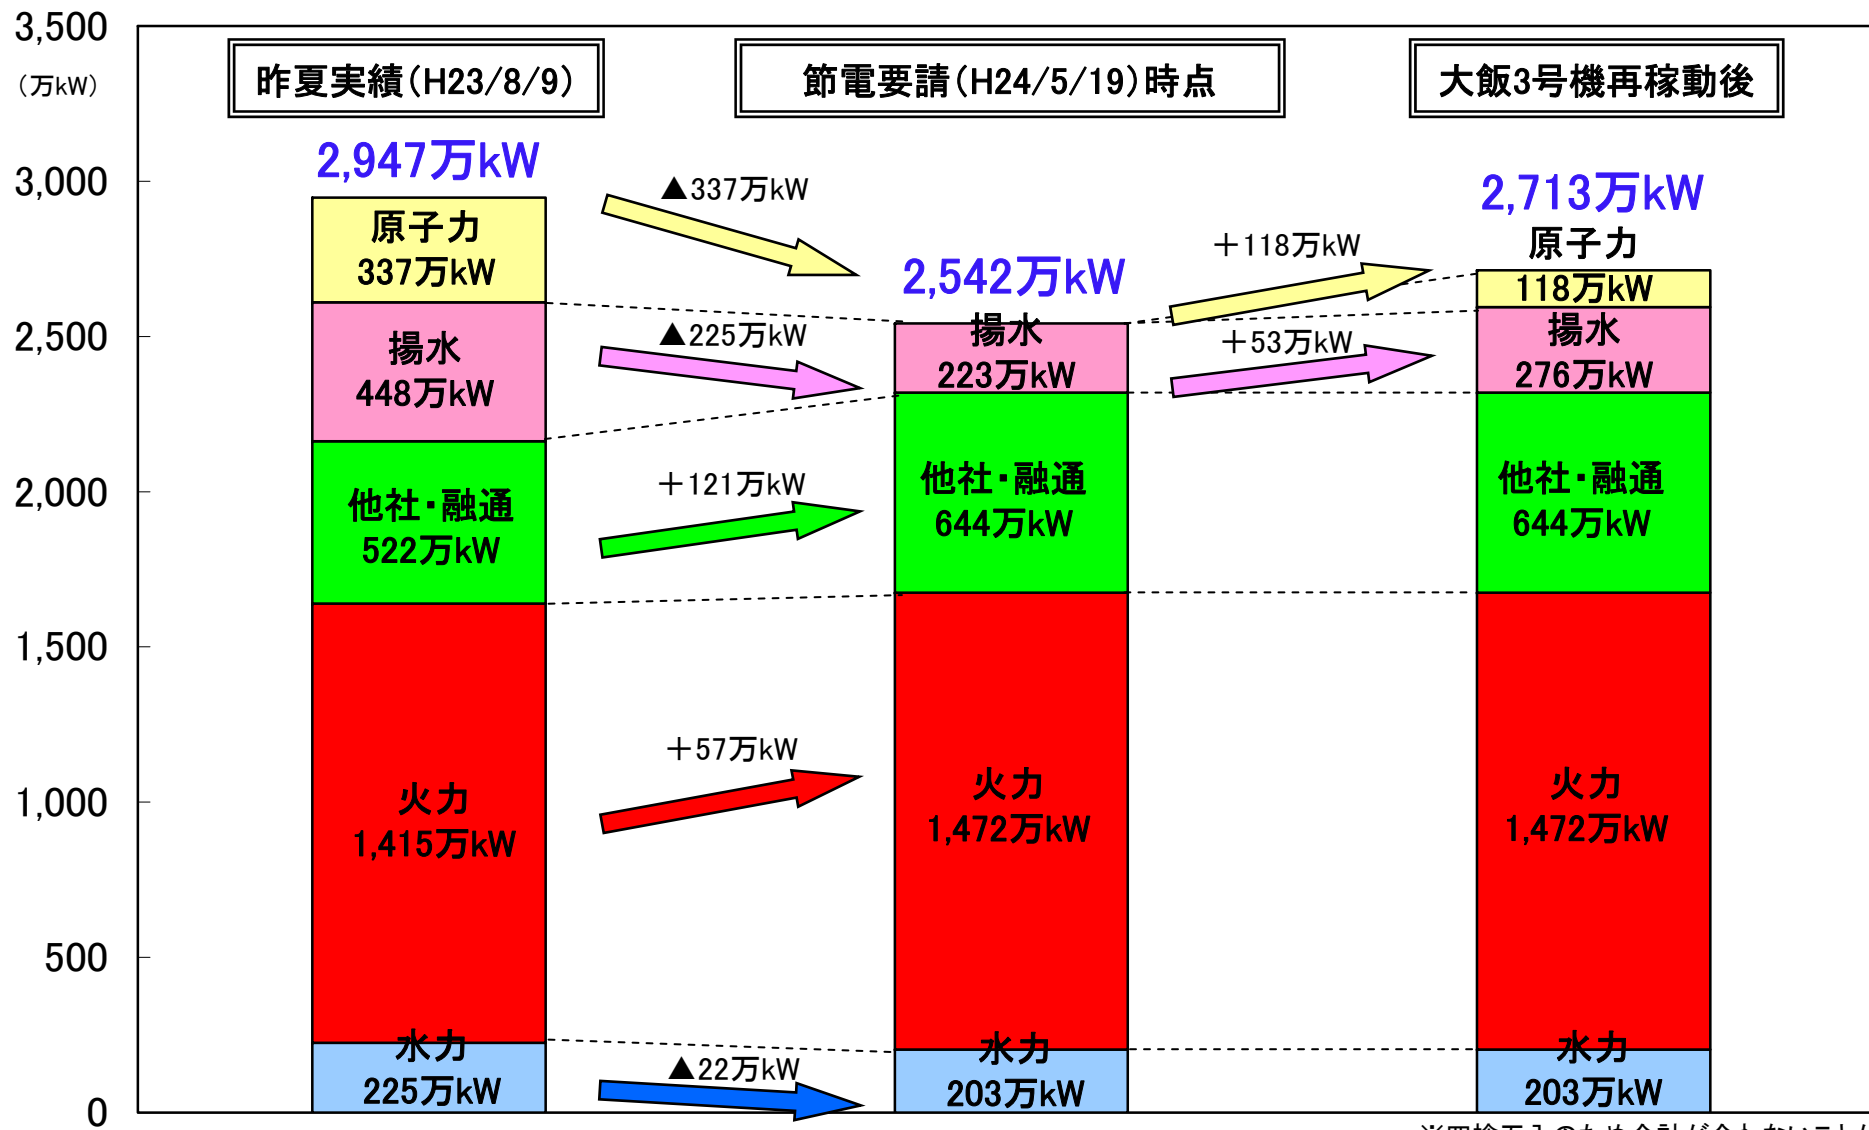 3,500
(万kW)
3,000
2,500
2,000
1,500
1,000
500
0
昨夏実績(H23/8/9)
節電要請(H24/5/19)時点
大飯3号機再稼動後
2,947万kW
原子力
337万kW
揚水
448万kW
他社・融通
522万kW
火力
1,415万kW
水力
225万kW
▲337万kW
▲225万kW
+121万kW
+57万kW
▲22万kW
2,542万kW
揚水
223万kW
他社・融通
644万kW
火力
1,472万kW
水力
203万kW
+118万kW
+53万kW
2,713万kW
原子力
118万kW
揚水
276万kW
他社・融通
644万kW
火力
1,472万kW
水力
203万kW